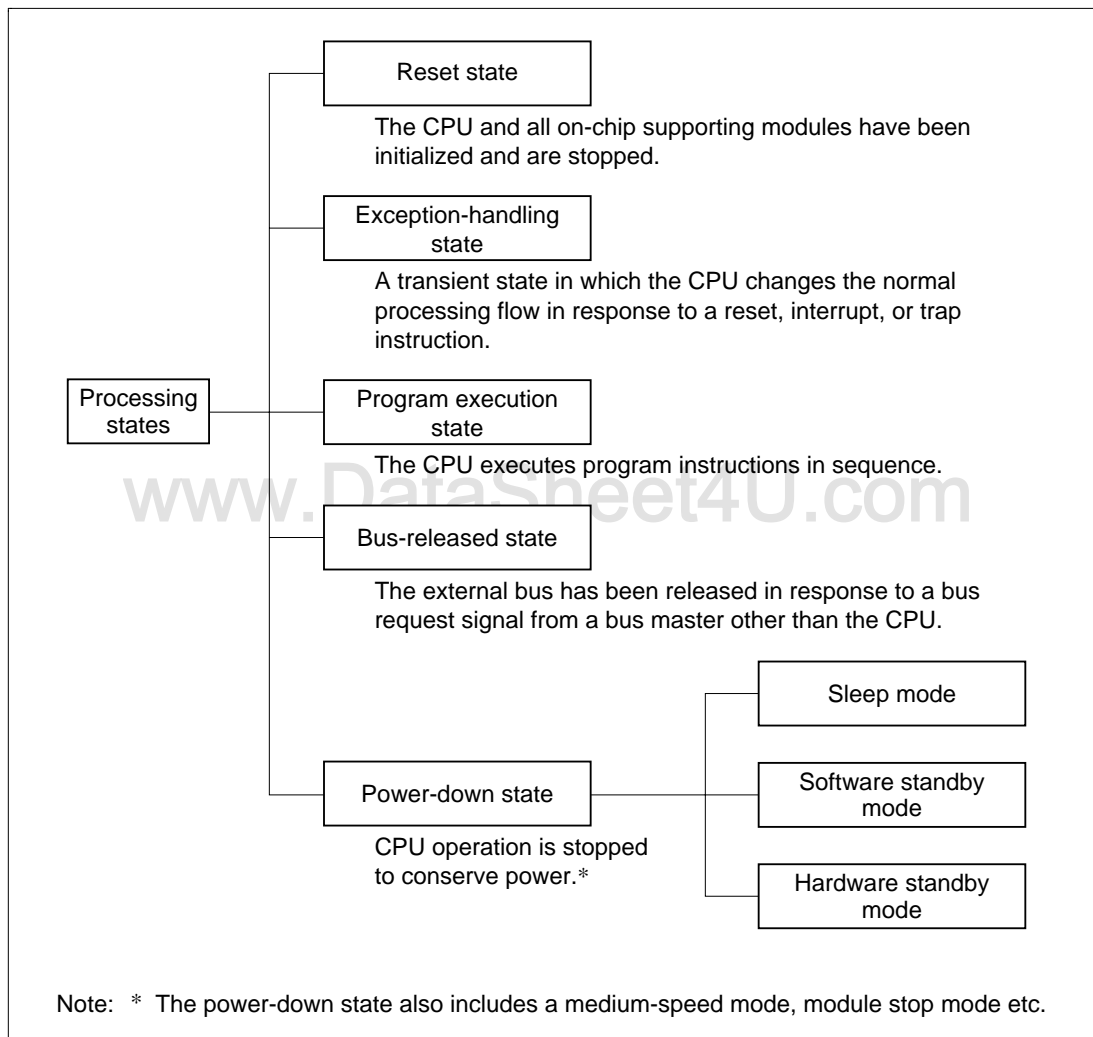 Reset state
The CPU and all on-chip supporting modules have been
initialized and are stopped.
Exception-handling
state
A transient state in which the CPU changes the normal
processing flow in response to a reset, interrupt, or trap
instruction.
Processing
states
Program execution
state
The CPU executes program instructions in sequence.
www.DataSheet4U.com
Bus-released state
The external bus has been released in response to a bus
request signal from a bus master other than the CPU.
Sleep mode
Power-down state
CPU operation is stopped
to conserve power.*
Software standby
mode
Hardware standby
mode
Note: * The power-down state also includes a medium-speed mode, module stop mode etc.